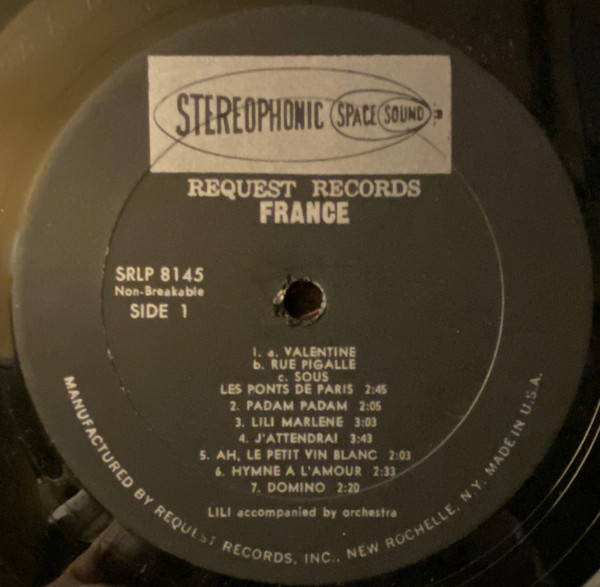 STEREOPHONIC SPACE SOUND
REQUEST RECORDS
FRANCE
SRLP 8145
Non-Breakable
SIDE 1
1. a. VALENTINE
b. RUE PIGALLE
c. SOUS
LES PONTS DE PARIS 2:45
2. PADAM PADAM 2:05
3. LILI MARLENE 3:03
4. J'ATTENDRAI 3:43
5. AH, LE PETIT VIN BLANC 2:03
6. HYMNE A L'AMOUR 2:33
7. DOMINO 2:20
LILI accompanied by orchestra
MANUFACTURED BY REQUEST RECORDS, INC., NEW ROCHELLE, N.Y. MADE IN U.S.A.